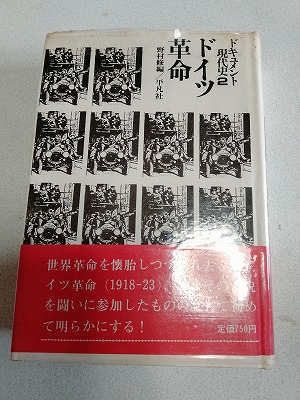 ドキュメント
現代史2
ドイツ
革命
野村修編/平凡社
世界革命を懐胎しつつ
イツ革命(1918-23)
を闘いに参加したものの
て明らかにする!
定価750円